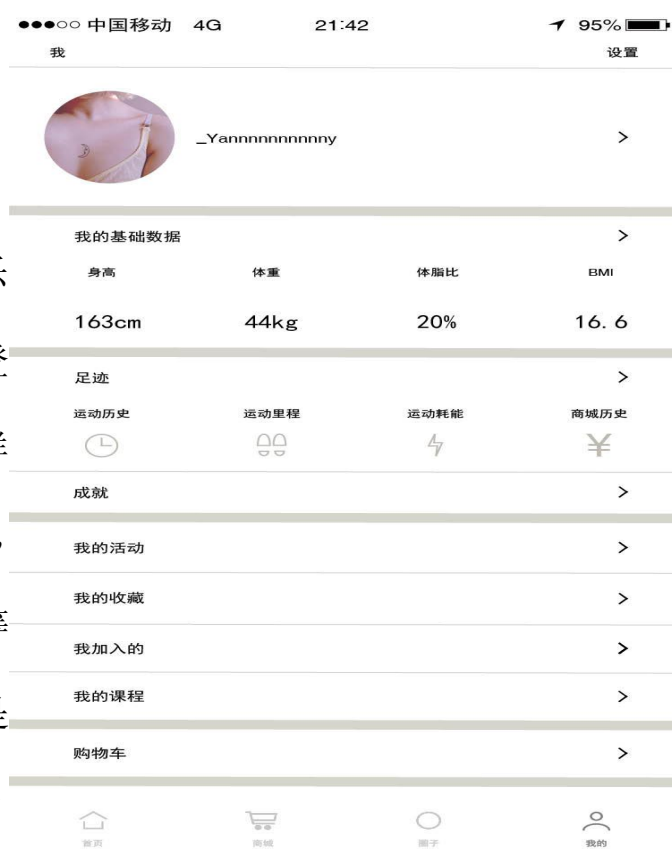 中国移动 4G 21:42 95%
我 设置
_Yannnnnnnnnny
我的基础数据
身高 体重 体脂比 BMI
163cm 44kg 20% 16.6
足迹
运动历史 运动里程 运动耗能 商城历史
成就
我的活动
我的收藏
我加入的
我的课程
购物车
首页 商城 圈子 我的